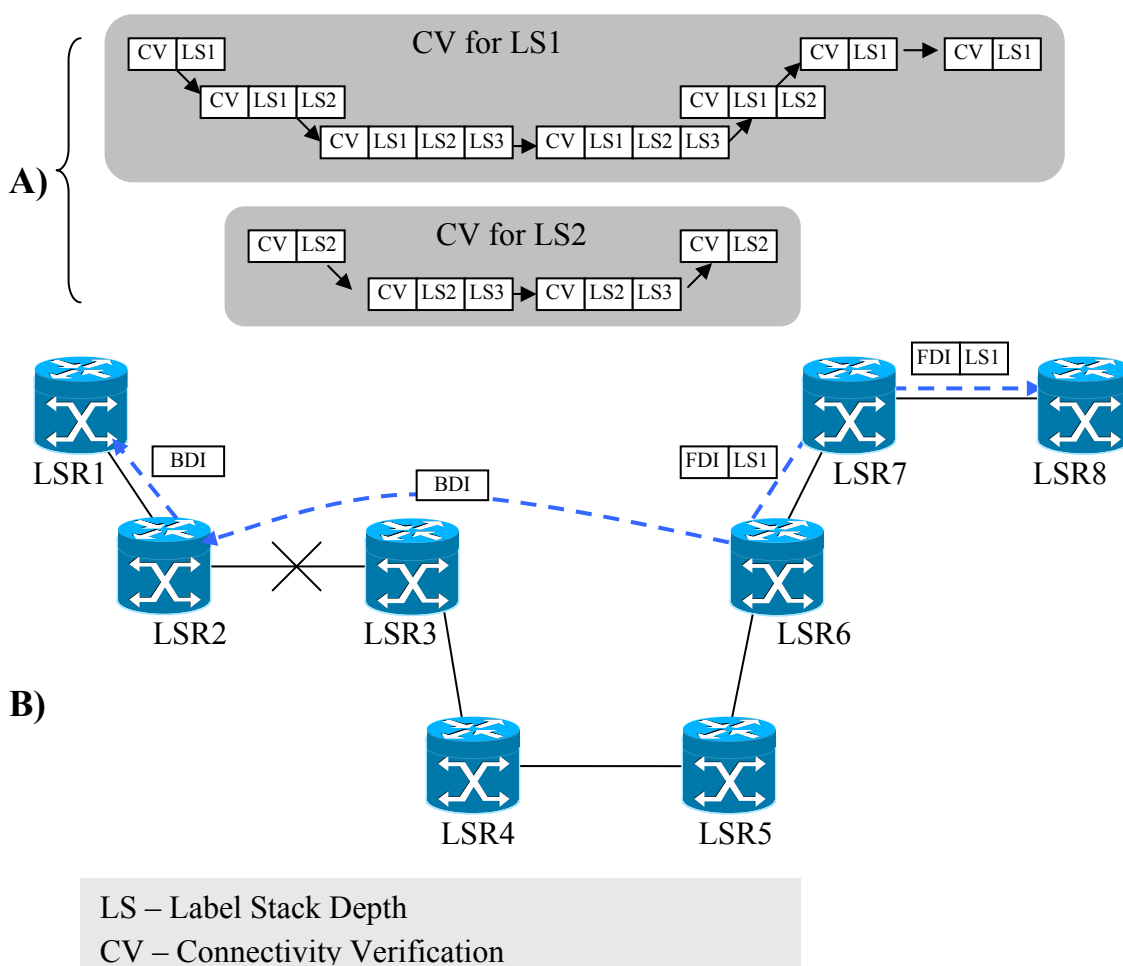 CV for LS1
CV LS1
CV LS1
CV LS1
CV LS1 LS2
CV LS1 LS2
CV LS1 LS2 LS3
CV LS1 LS2 LS3
A)
CV for LS2
CV LS2
CV LS2
CV LS2 LS3
CV LS2 LS3
FDI LS1
LSR1
BDI
BDI
FDI LS1
LSR7
LSR8
LSR2
LSR3
LSR6
B)
LSR4
LSR5
LS – Label Stack Depth
CV – Connectivity Verification